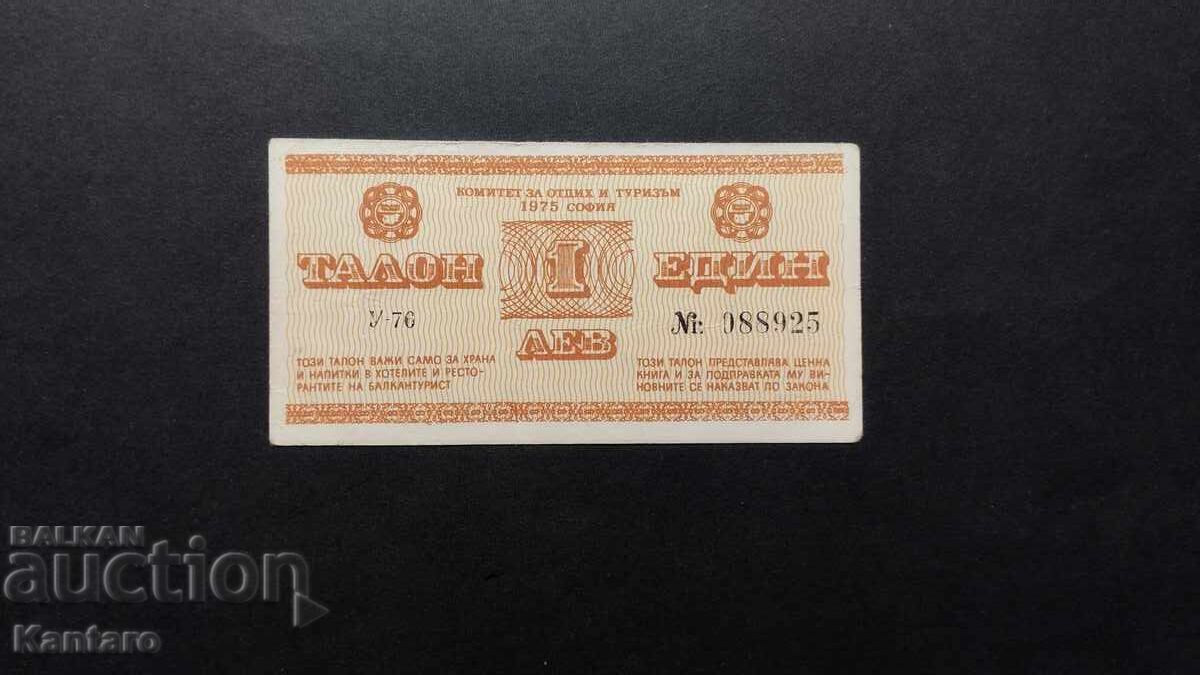 КОМИТЕТ ЗА ОТДИХ И ТУРИЗЪМ
1975 СОФИЯ
ТАЛОН 1 ЕДИН
ЛЕВ
У-76
№ 088925
ТОЗИ ТАЛОН ВАЖИ САМО ЗА ХРАНА
И НАПИТКИ В ХОТЕЛИТЕ И РЕСТО-
РАНТИТЕ НА БАЛКАНТУРИСТ
ТОЗИ ТАЛОН ПРЕДСТАВЛЯВА ЦЕННА
КНИГА И ЗА ПОДПРАВКАТА МУ ВИ-
НОВНИТЕ СЕ НАКАЗВАТ ПО ЗАКОНА
BALKAN
auction
Kantaro